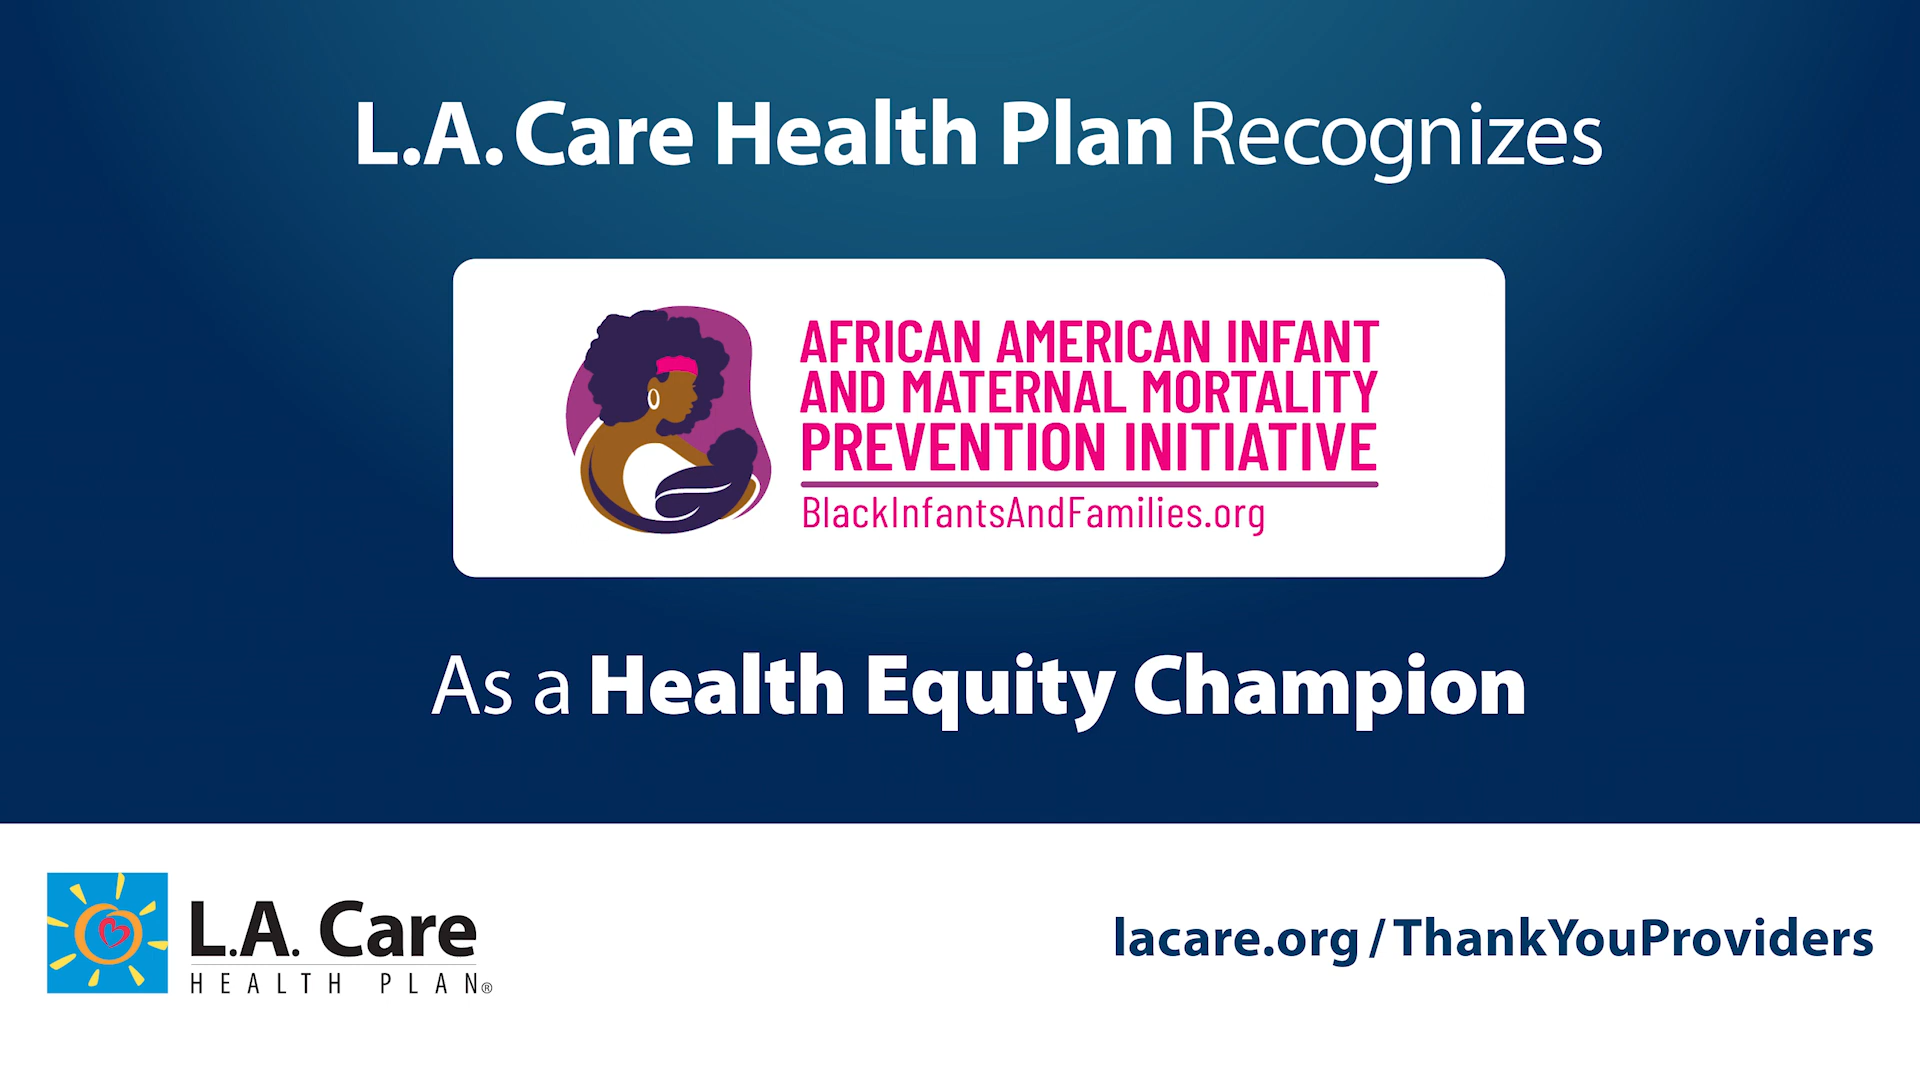 L.A. Care Health Plan Recognizes
AFRICAN AMERICAN INFANT
AND MATERNAL MORTALITY
PREVENTION INITIATIVE
BlackInfantsAndFamilies.org
As a Health Equity Champion
L.A. Care
HEALTH PLAN®
lacare.org/ThankYouProviders